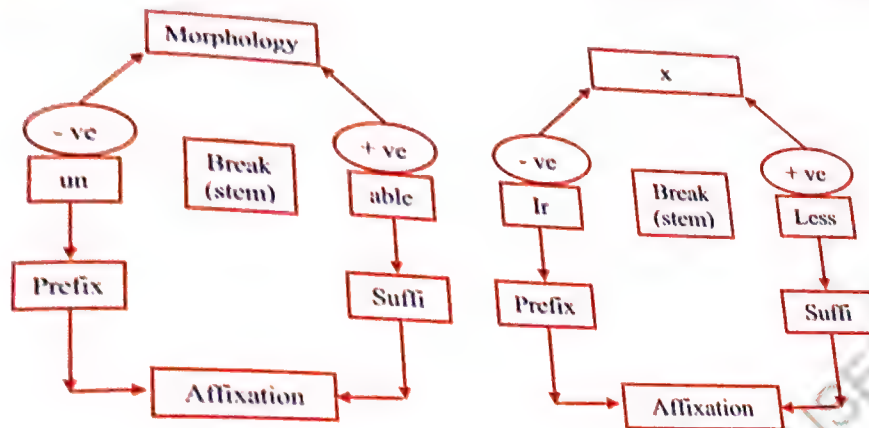 Morphology
- ve
un
Break
(stem)
+ ve
able
Prefix
Suffi
Affixation
x
- ve
Ir
Break
(stem)
+ ve
Less
Prefix
Suffi
Affixation